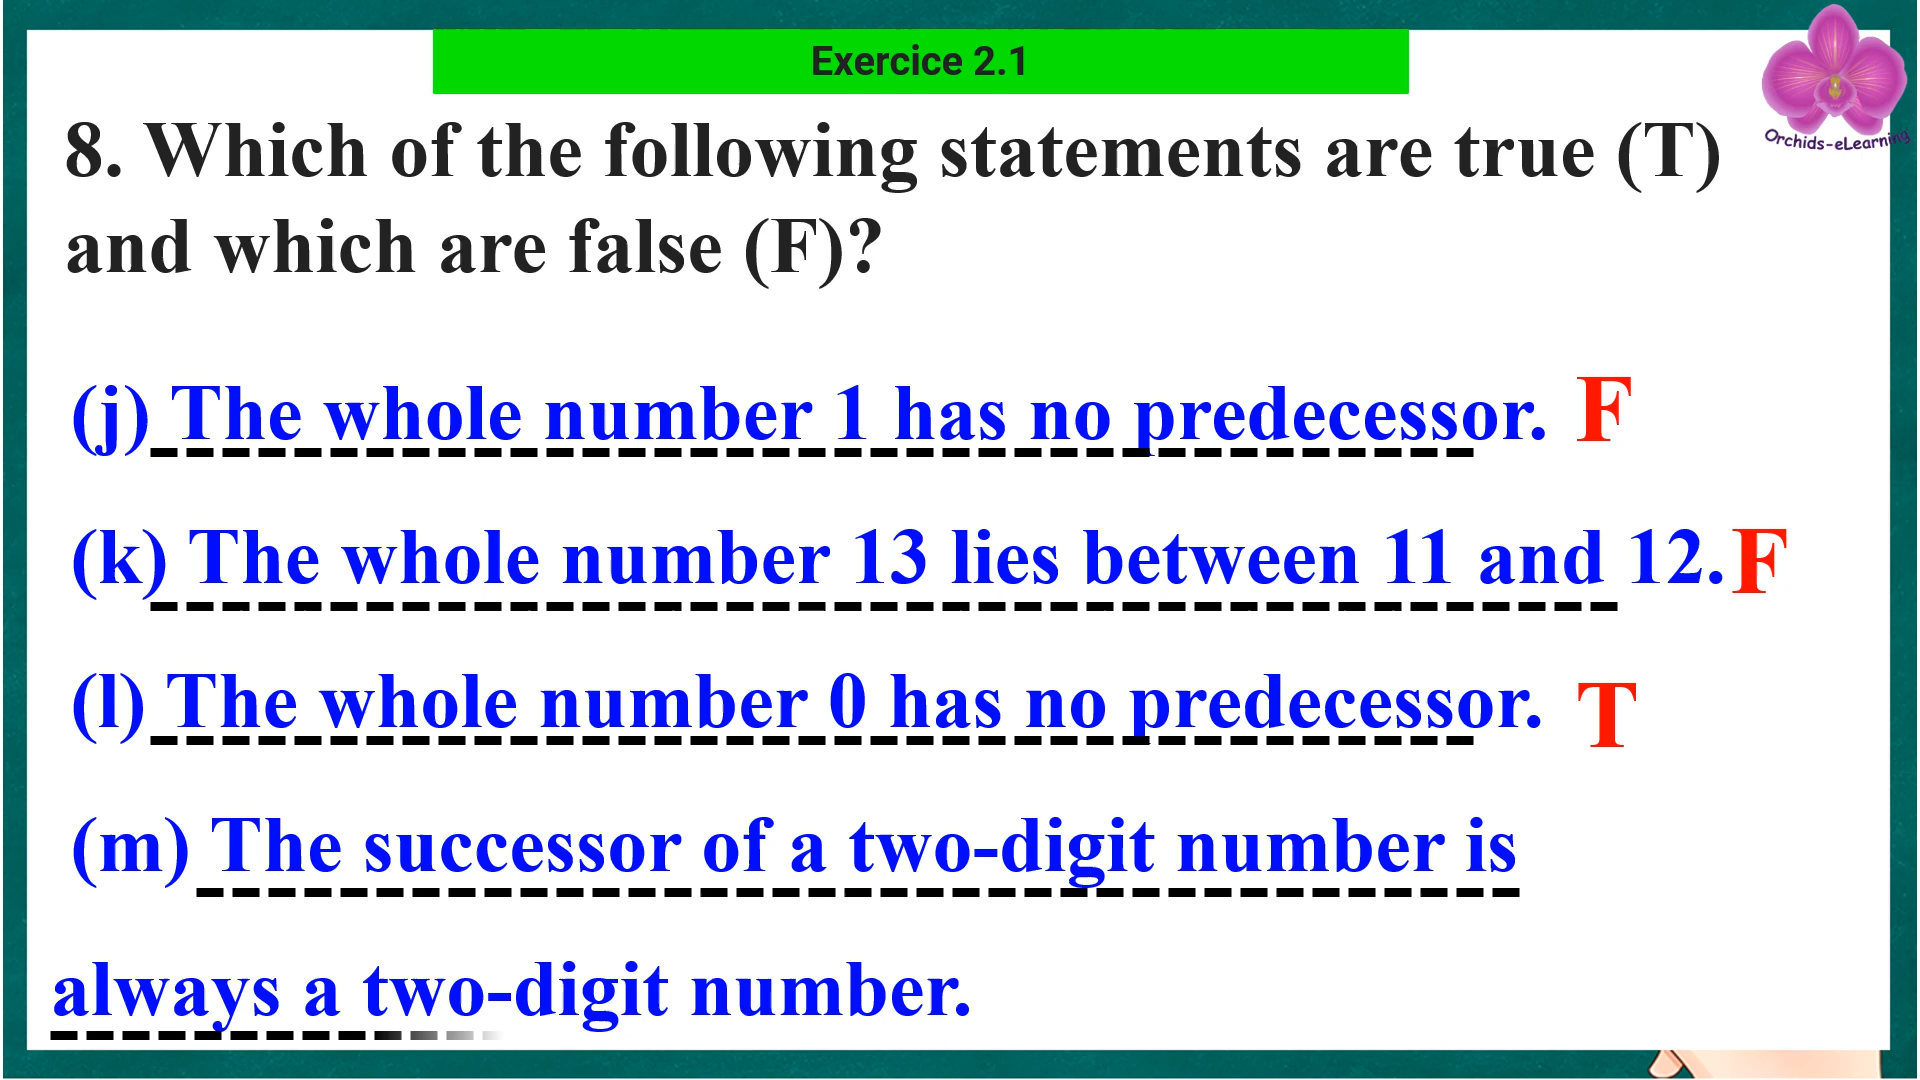 Exercice 2.1
Orchids-eLearning
8. Which of the following statements are true (T)
and which are false (F)?
(j) The whole number 1 has no predecessor. F
(k) The whole number 13 lies between 11 and 12. F
(l) The whole number 0 has no predecessor. T
(m) The successor of a two-digit number is
always a two-digit number.